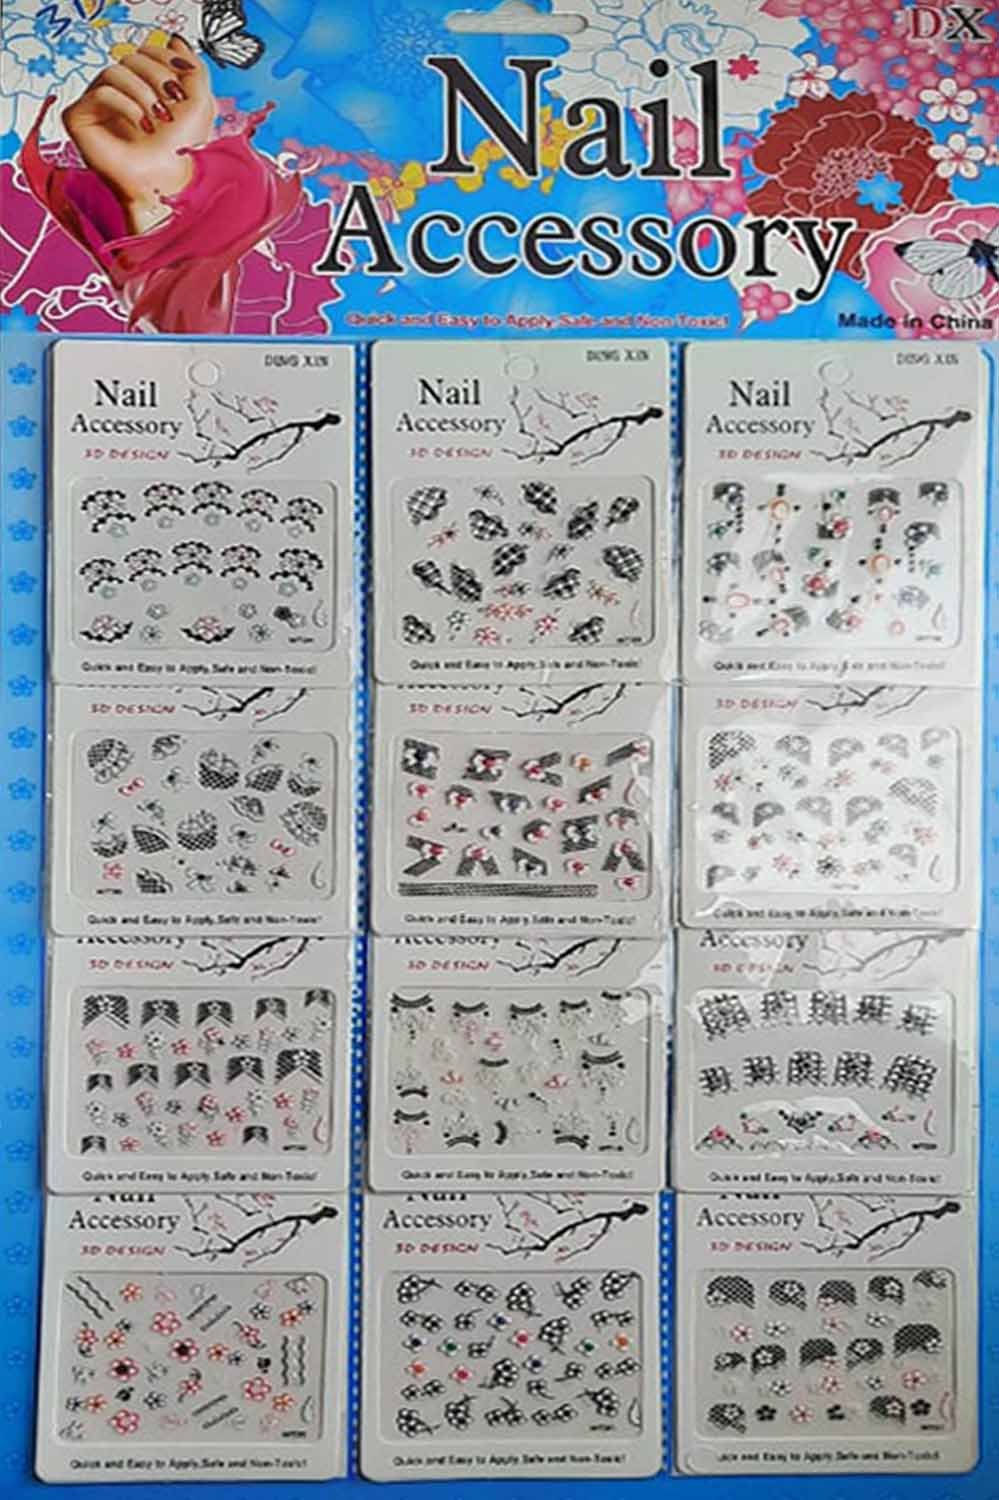 3D
DX
Nail
Accessory
Quick and Easy to Apply.Safe and Non-Toxic!
Made in China
DING XIN
Nail
Accessory
3D DESIGN
Quick and Easy to Apply.Safe and Non-Toxic!
DING XIN
Nail
Accessory
3D DESIGN
Quick and Easy to Apply.Safe and Non-Toxic!
DING XIN
Nail
Accessory
3D DESIGN
Quick and Easy to Apply.Safe and Non-Toxic!
3D DESIGN
Quick and Easy to Apply.Safe and Non-Toxic!
Accessory
3D DESIGN
Quick and Easy to Apply.Safe and Non-Toxic!
3D DESIGN
Quick and Easy to Apply.Safe and Non-Toxic!
Accessory
3D DESIGN
Quick and Easy to Apply.Safe and Non-Toxic!
Accessory
3D DESIGN
Quick and Easy to Apply.Safe and Non-Toxic!
Accessory
3D DESIGN
Quick and Easy to Apply.Safe and Non-Toxic!
Nail
Accessory
3D DESIGN
Quick and Easy to Apply.Safe and Non-Toxic!
Nail
Accessory
3D DESIGN
Quick and Easy to Apply.Safe and Non-Toxic!
Nail
Accessory
3D DESIGN
Quick and Easy to Apply.Safe and Non-Toxic!